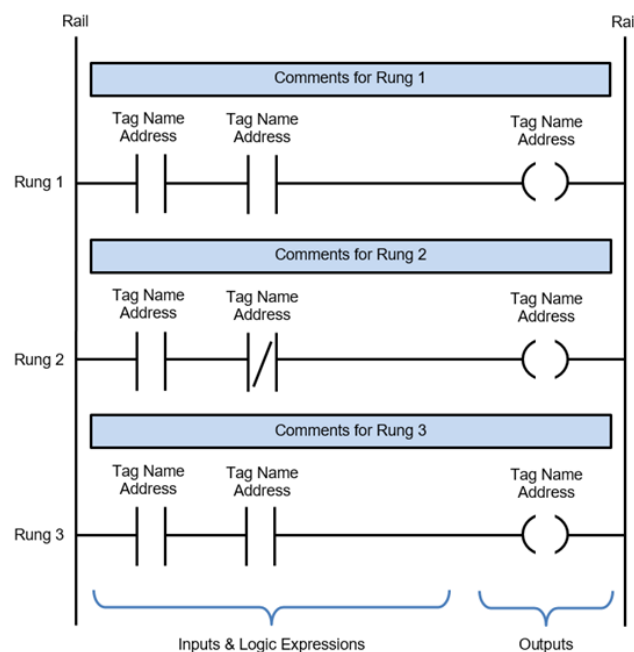 Rail
Rai
Comments for Rung 1
Tag Name
Address
Tag Name
Address
Tag Name
Address
Rung 1
Comments for Rung 2
Tag Name
Address
Tag Name
Address
Tag Name
Address
Rung 2
Comments for Rung 3
Tag Name
Address
Tag Name
Address
Tag Name
Address
Rung 3
Inputs & Logic Expressions
Outputs